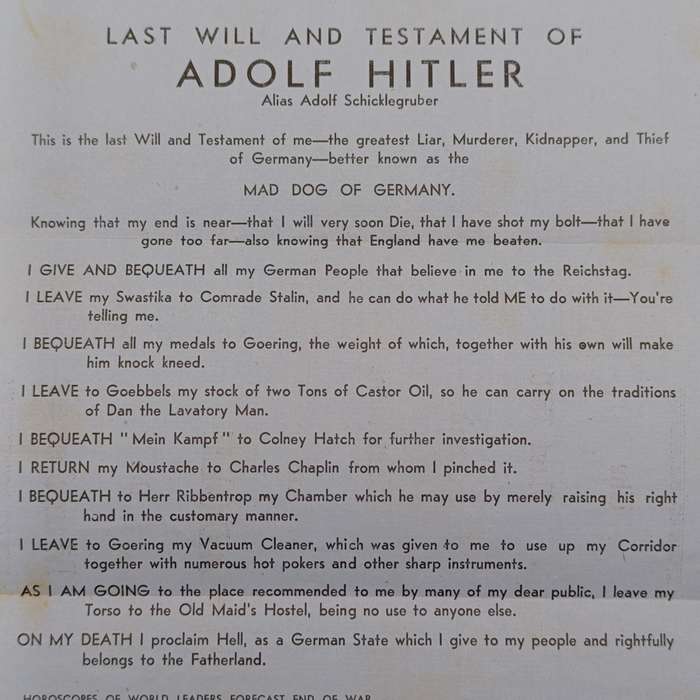 LAST WILL AND TESTAMENT OF
ADOLF HITLER
Alias Adolf Schicklegruber
This is the last Will and Testament of me—the greatest Liar, Murderer, Kidnapper, and Thief
of Germany—better known as the
MAD DOG OF GERMANY.
Knowing that my end is near—that I will very soon Die, that I have shot my bolt—that I have
gone too far—also knowing that England have me beaten.
I GIVE AND BEQUEATH all my German People that believe in me to the Reichstag.
I LEAVE my Swastika to Comrade Stalin, and he can do what he told ME to do with it—You're
telling me.
I BEQUEATH all my medals to Goering, the weight of which, together with his own will make
him knock kneed.
I LEAVE to Goebbels my stock of two Tons of Castor Oil, so he can carry on the traditions
of Dan the Lavatory Man.
I BEQUEATH "Mein Kampf" to Colney Hatch for further investigation.
I RETURN my Moustache to Charles Chaplin from whom I pinched it.
I BEQUEATH to Herr Ribbentrop my Chamber which he may use by merely raising his right
hand in the customary manner.
I LEAVE to Goering my Vacuum Cleaner, which was given to me to use up my Corridor
together with numerous hot pokers and other sharp instruments.
AS I AM GOING to the place recommended to me by many of my dear public, I leave my
Torso to the Old Maid's Hostel, being no use to anyone else.
ON MY DEATH I proclaim Hell, as a German State which I give to my people and rightfully
belongs to the Fatherland.
HOROSCOPES OF WORLD LEADERS FORECAST END OF WAR